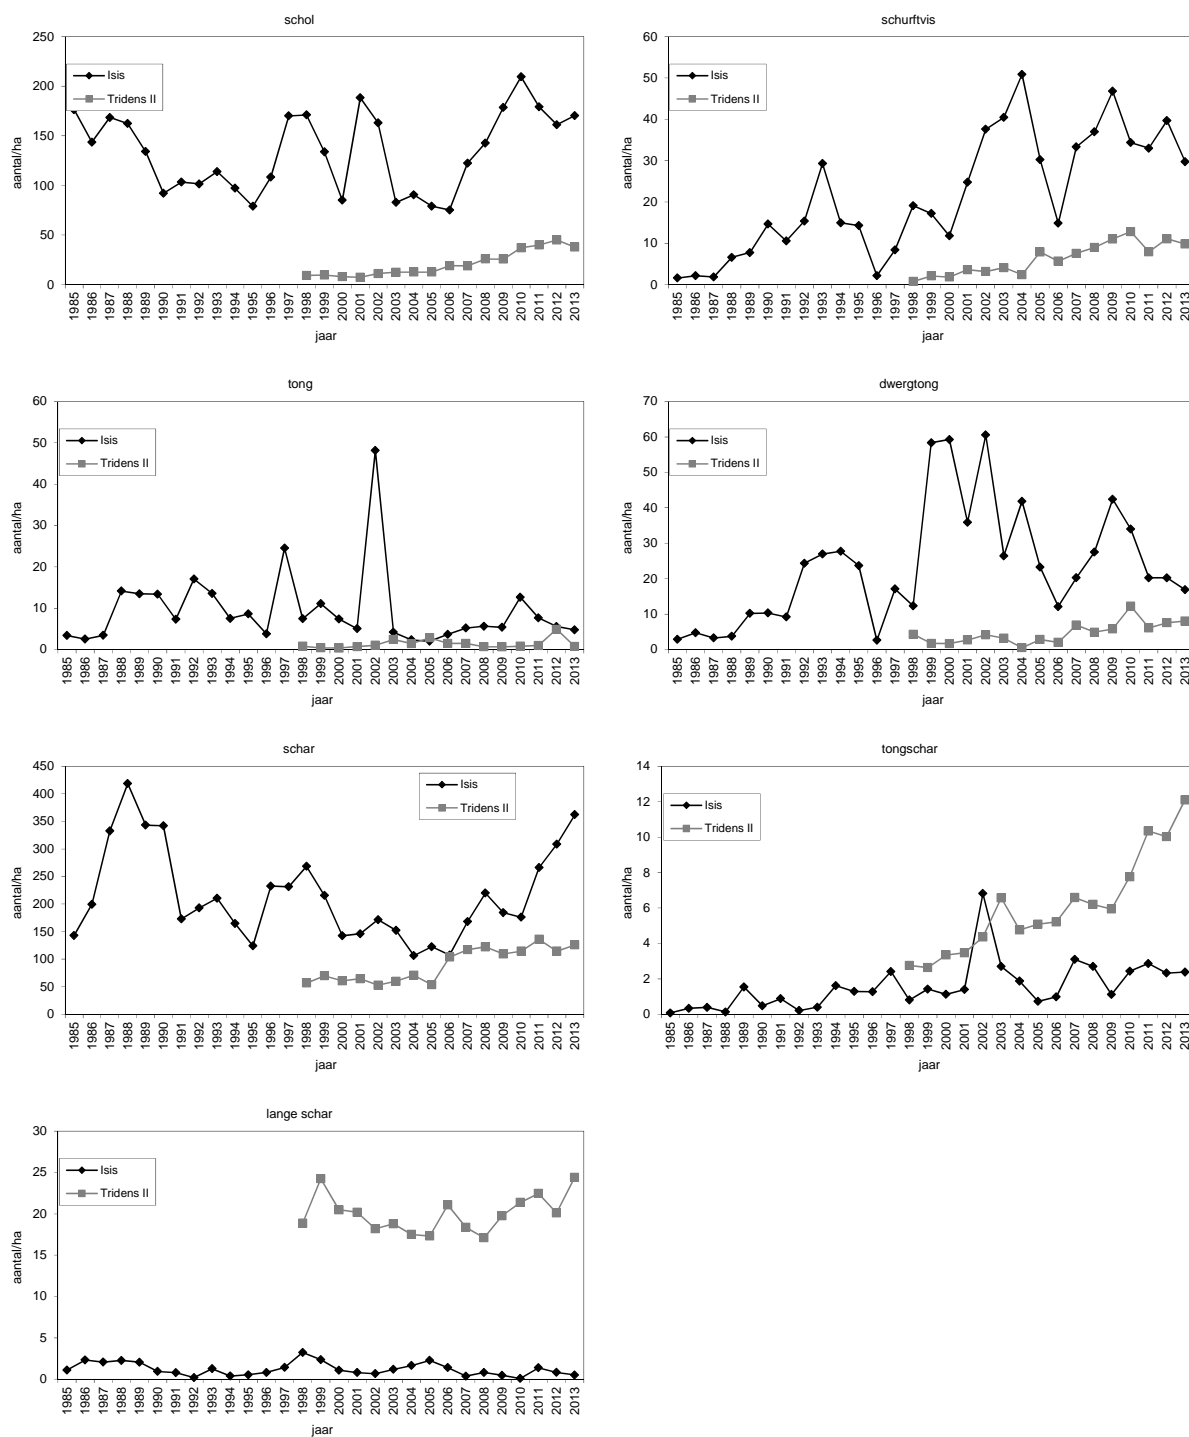 schol
250
200
150
100
50
0
aantal/ha
Isis
Tridens II
1985 1986 1987 1988 1989 1990 1991 1992 1993 1994 1995 1996 1997 1998 1999 2000 2001 2002 2003 2004 2005 2006 2007 2008 2009 2010 2011 2012 2013
jaar
schurftvis
60
50
40
30
20
10
0
aantal/ha
Isis
Tridens II
1985 1986 1987 1988 1989 1990 1991 1992 1993 1994 1995 1996 1997 1998 1999 2000 2001 2002 2003 2004 2005 2006 2007 2008 2009 2010 2011 2012 2013
jaar
tong
60
50
40
30
20
10
0
aantal/ha
Isis
Tridens II
1985 1986 1987 1988 1989 1990 1991 1992 1993 1994 1995 1996 1997 1998 1999 2000 2001 2002 2003 2004 2005 2006 2007 2008 2009 2010 2011 2012 2013
jaar
dwergtong
70
60
50
40
30
20
10
0
aantal/ha
Isis
Tridens II
1985 1986 1987 1988 1989 1990 1991 1992 1993 1994 1995 1996 1997 1998 1999 2000 2001 2002 2003 2004 2005 2006 2007 2008 2009 2010 2011 2012 2013
jaar
schar
450
400
350
300
250
200
150
100
50
0
aantal/ha
Isis
Tridens II
1985 1986 1987 1988 1989 1990 1991 1992 1993 1994 1995 1996 1997 1998 1999 2000 2001 2002 2003 2004 2005 2006 2007 2008 2009 2010 2011 2012 2013
jaar
tongschar
14
12
10
8
6
4
2
0
aantal/ha
Isis
Tridens II
1985 1986 1987 1988 1989 1990 1991 1992 1993 1994 1995 1996 1997 1998 1999 2000 2001 2002 2003 2004 2005 2006 2007 2008 2009 2010 2011 2012 2013
jaar
lange schar
30
25
20
15
10
5
0
aantal/ha
Isis
Tridens II
1985 1986 1987 1988 1989 1990 1991 1992 1993 1994 1995 1996 1997 1998 1999 2000 2001 2002 2003 2004 2005 2006 2007 2008 2009 2010 2011 2012 2013
jaar